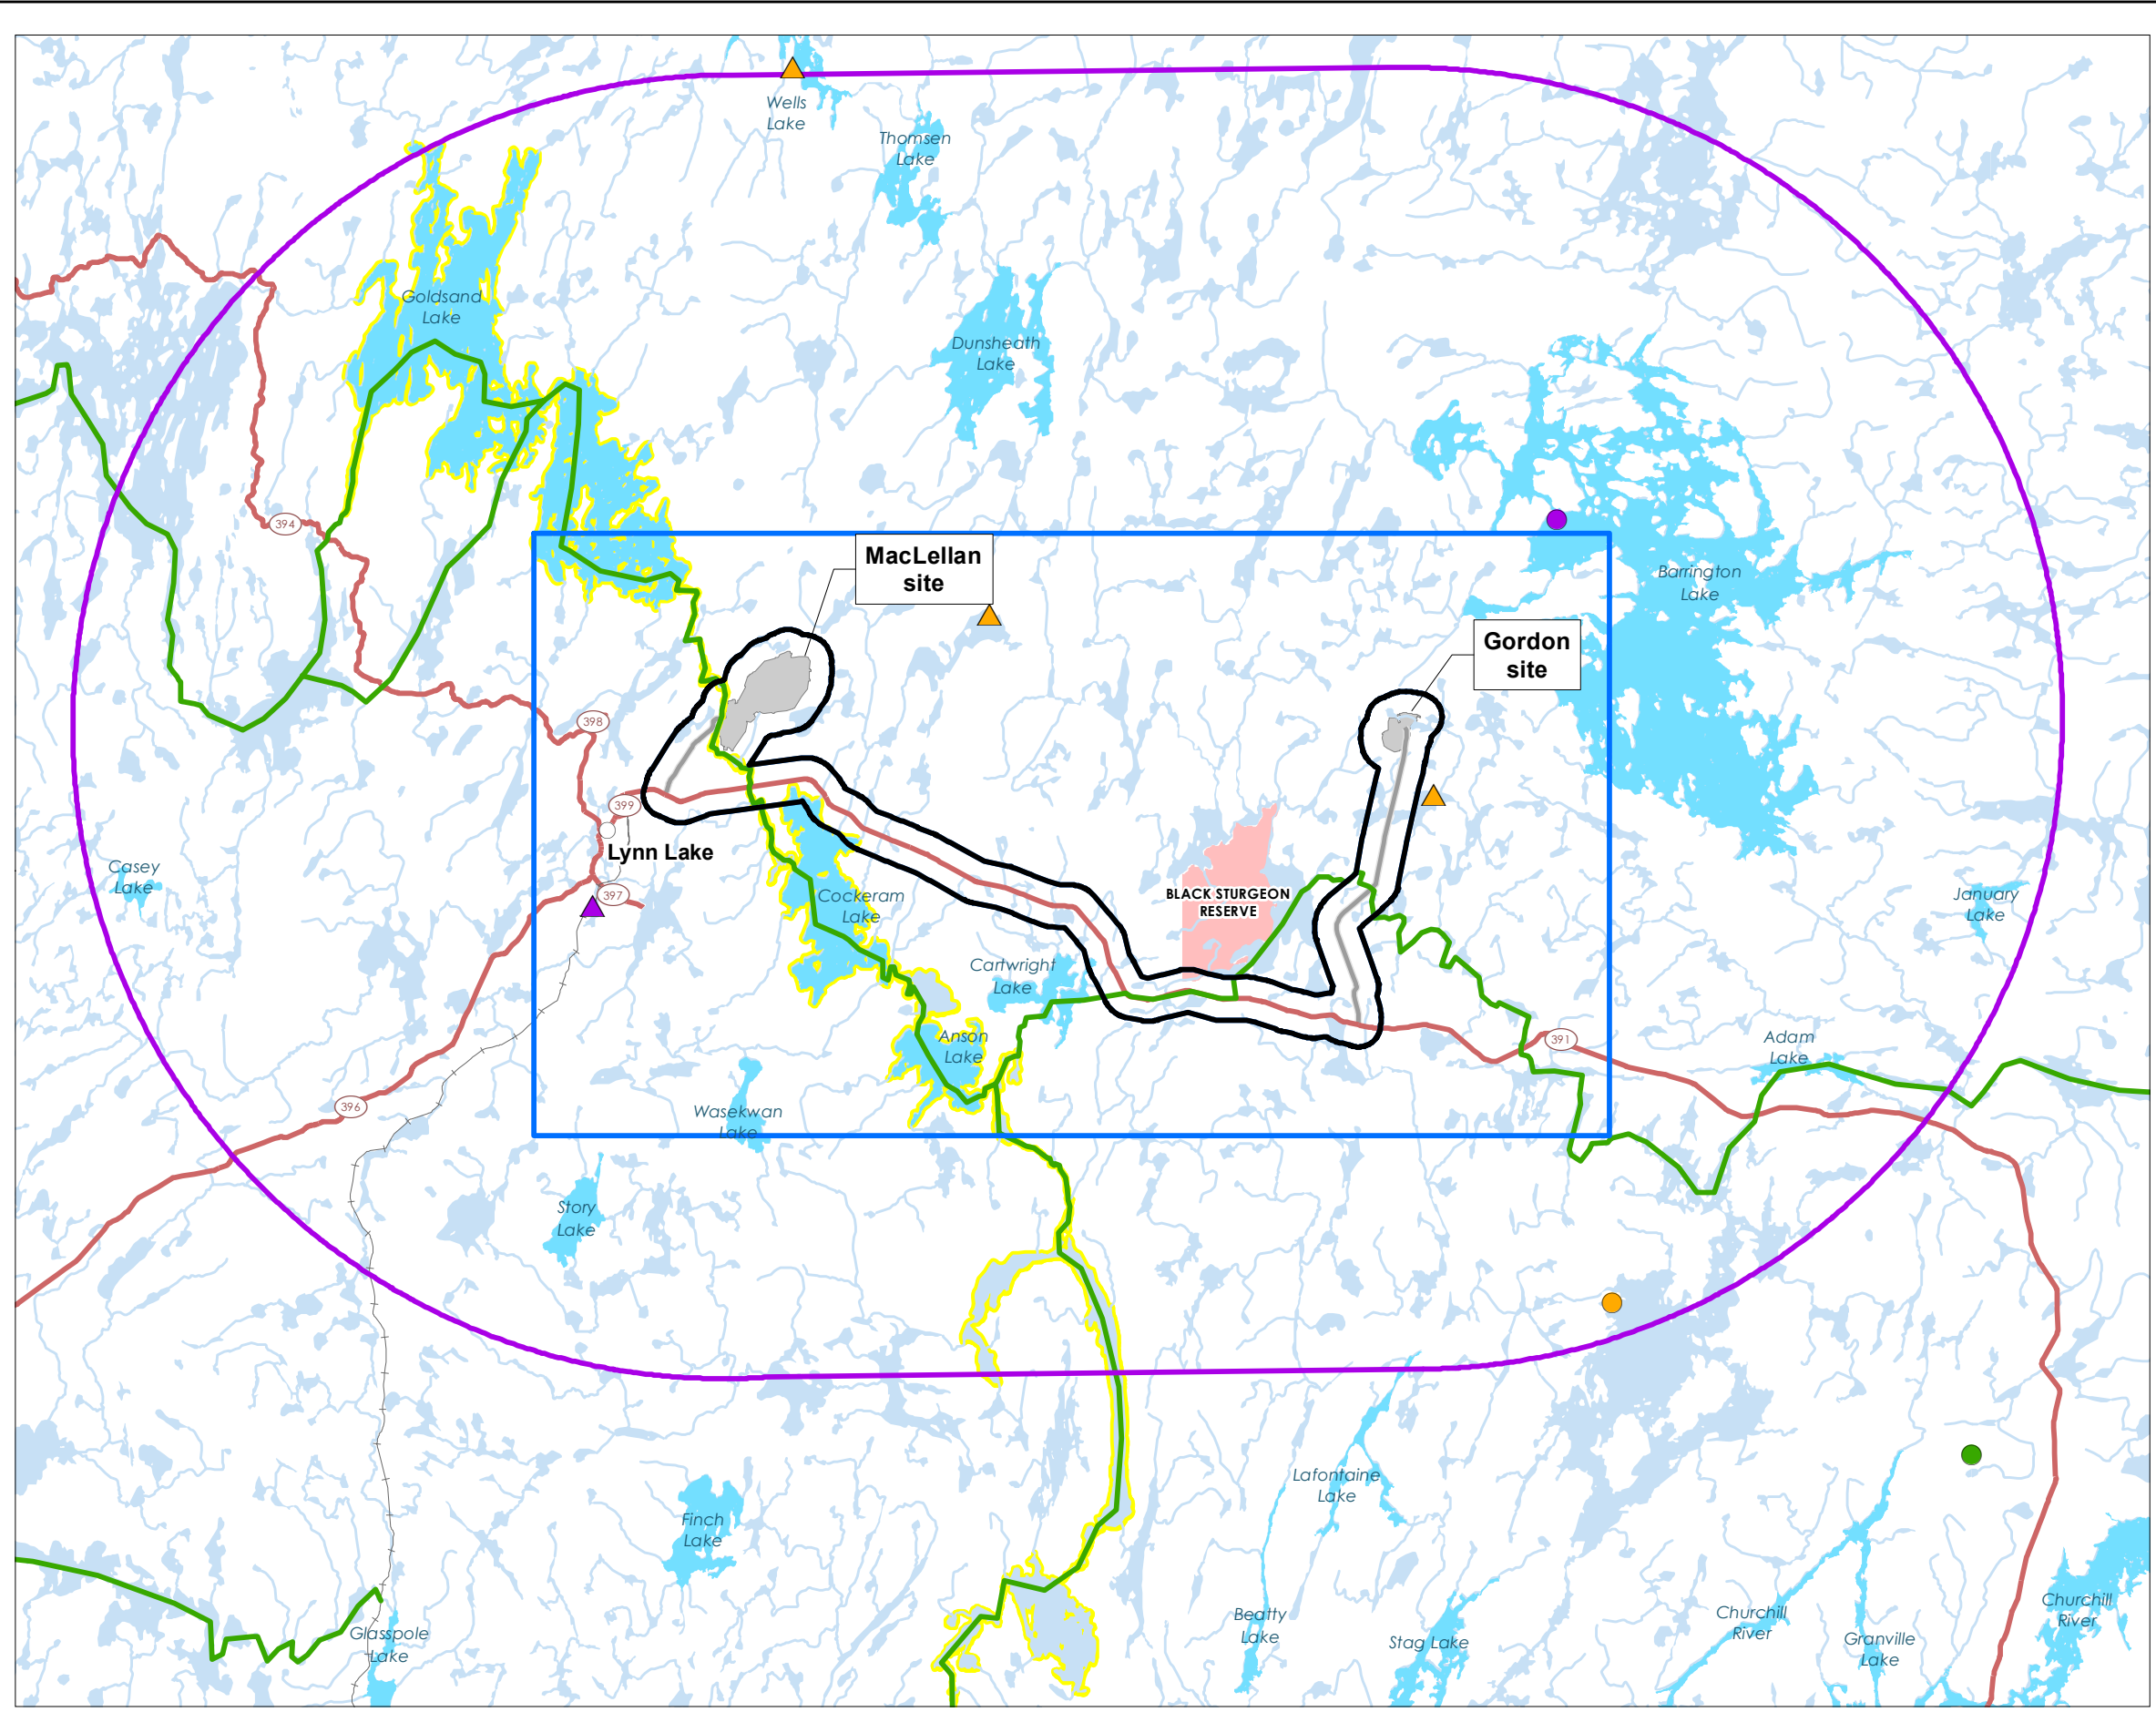 Wells
Lake
Thomsen
Lake
Goldsand
Lake
Dunsheath
Lake
394
MacLellan
site
Barrington
Lake
Gordon
site
398
399
Lynn Lake
Casey
Lake
397
Cockeram
Lake
BLACK STURGEON
RESERVE
January
Lake
Cartwright
Lake
Anson
Lake
391
Adam
Lake
396
Wasekwan
Lake
Story
Lake
Lafontaine
Lake
Finch
Lake
Beatty
Lake
Stag Lake
Churchill
River
Granville
Lake
Churchill
River
Glasspole
Lake